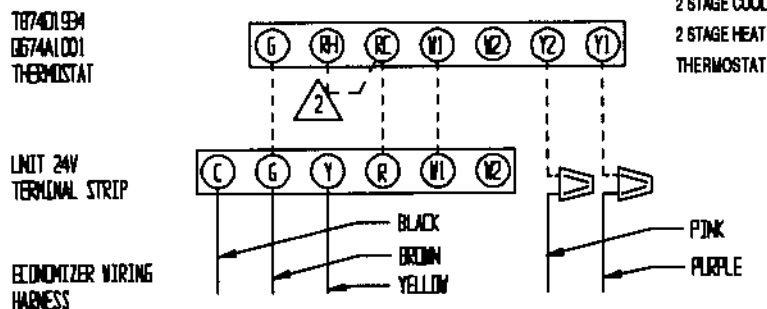 T874D1594
Q674A1001
THERMOSTAT
2 STAGE COOL
2 STAGE HEAT
THERMOSTAT
G RH RC W1 W2 Y2 Y1
2
UNIT 24V
TERMINAL STRIP
C G Y R W1 W2
BLACK
BROWN
YELLOW
PINK
PURPLE
ECONOMIZER WIRING
HARNESS